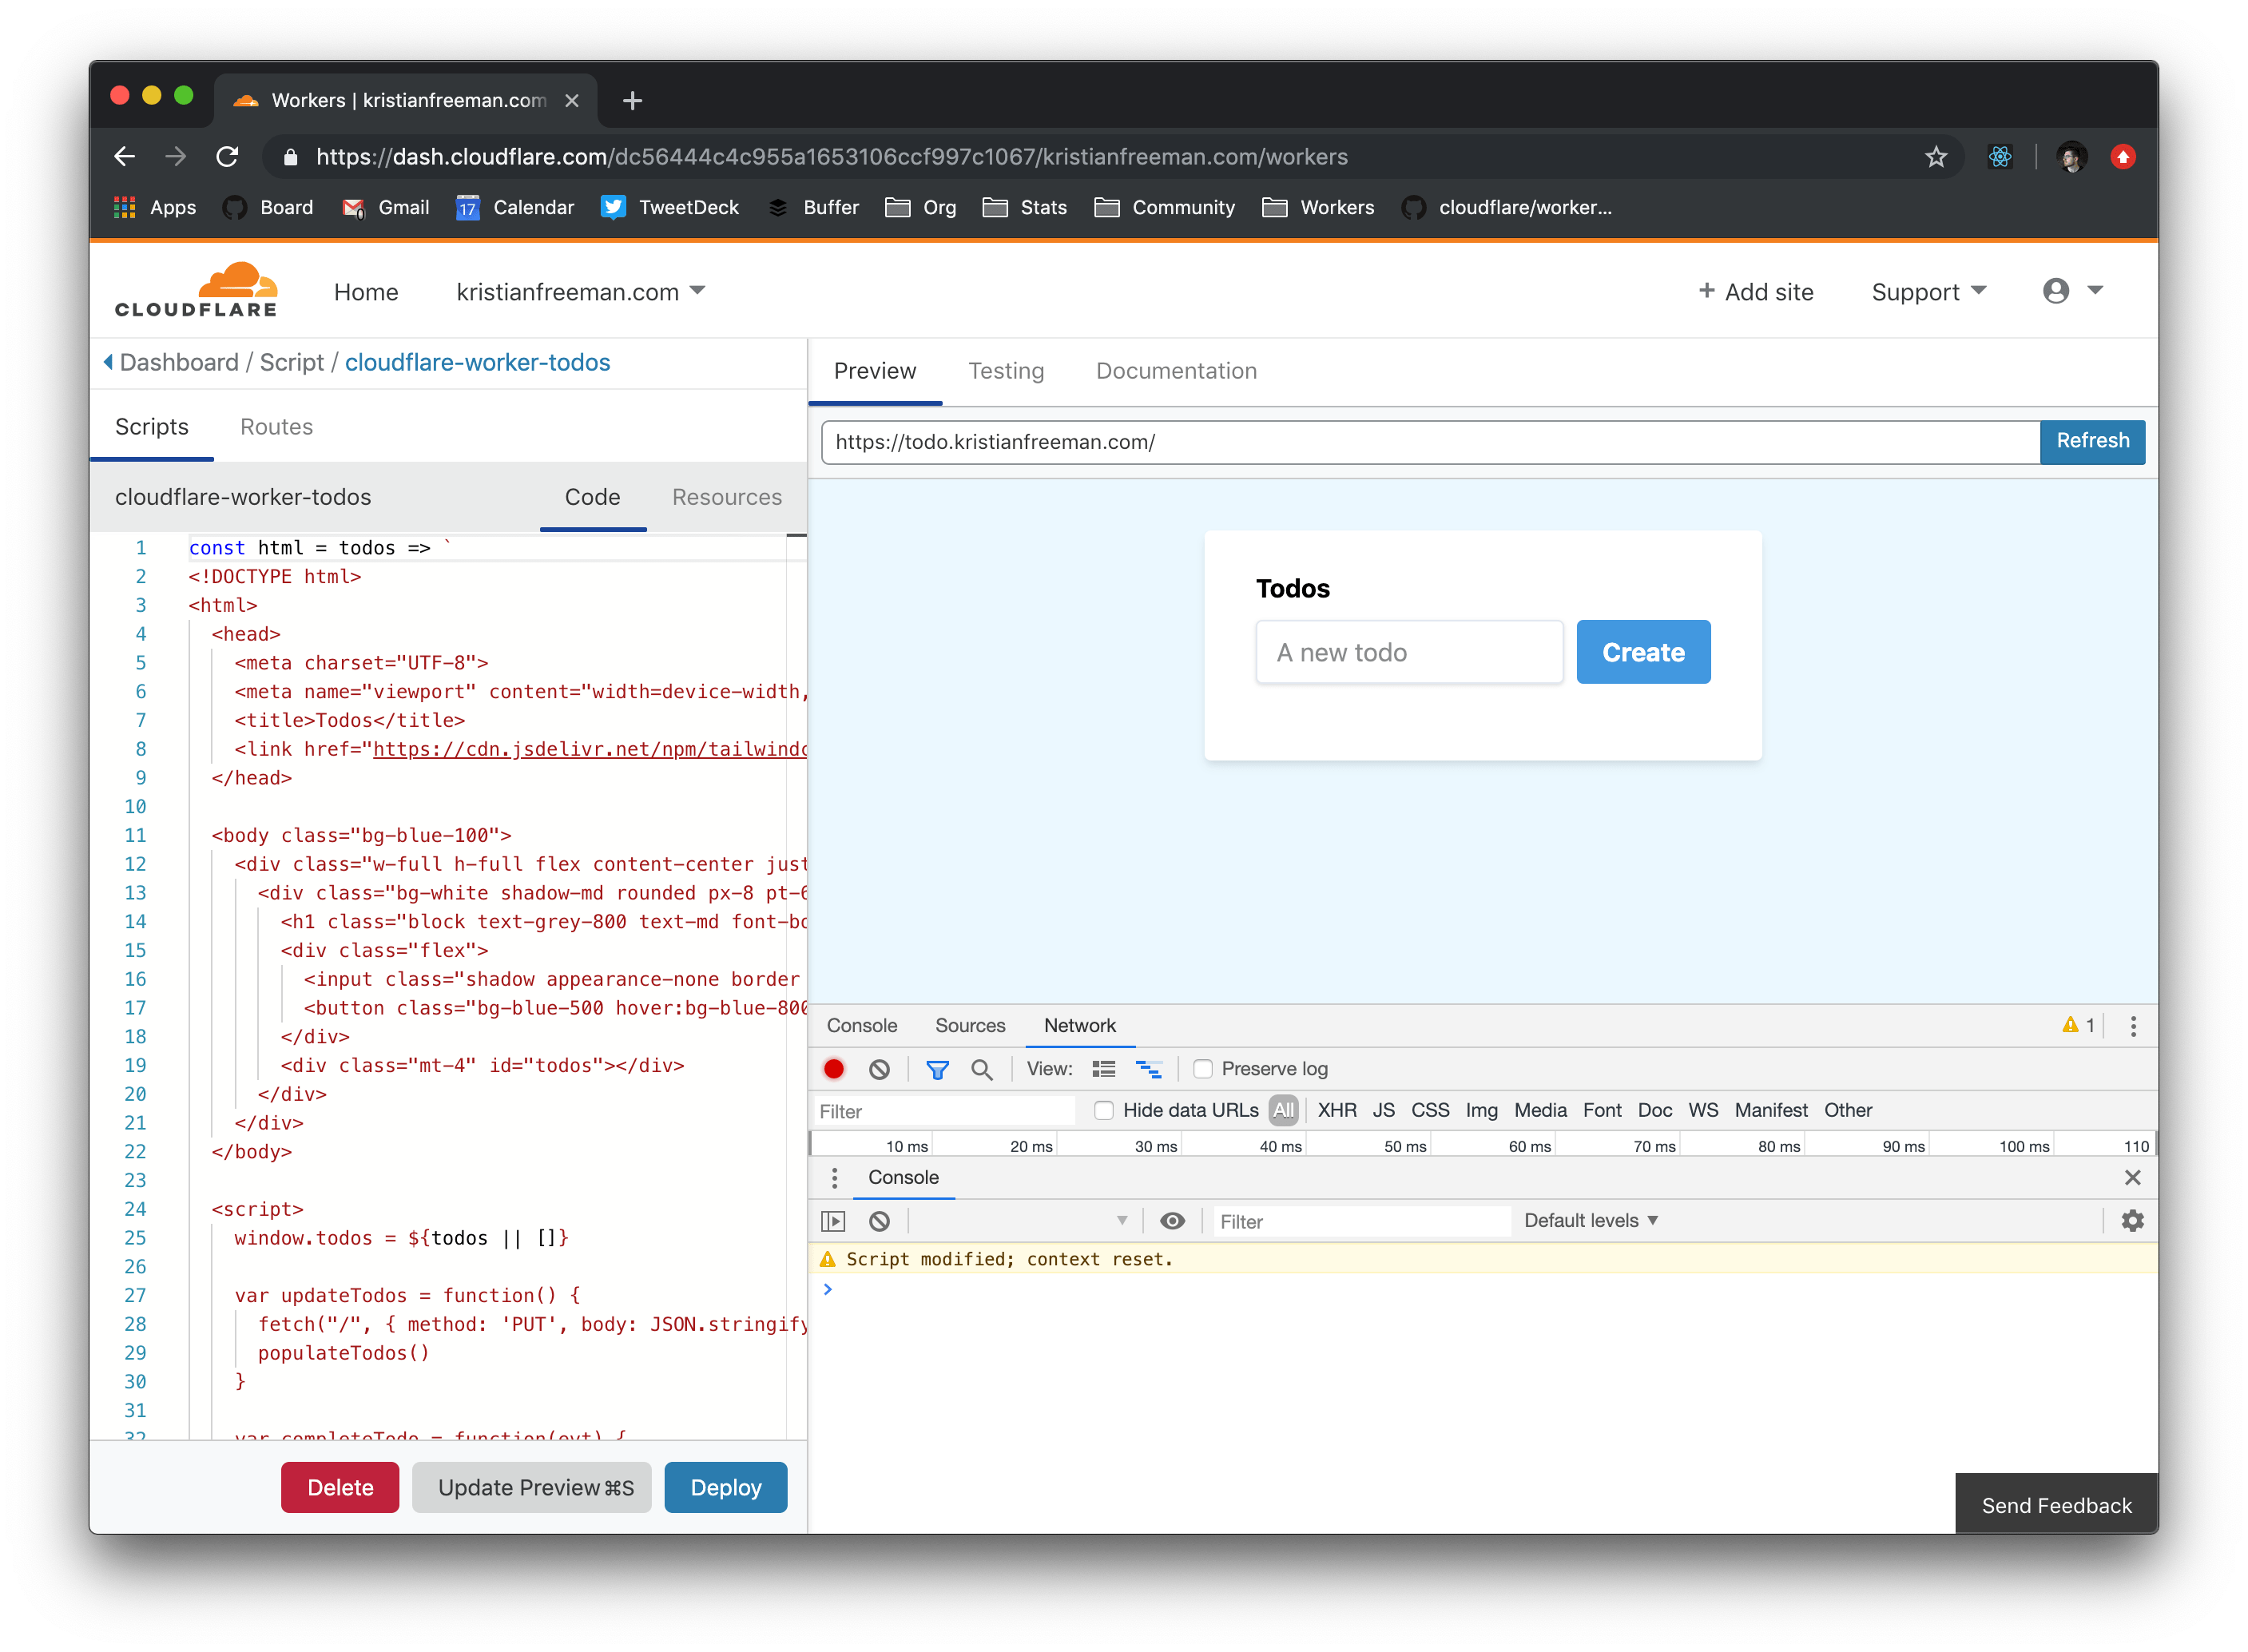 Workers | kristianfreeman.com
https://dash.cloudflare.com/dc56444c4c955a1653106ccf997c1067/kristianfreeman.com/workers
Apps Board Gmail 17 Calendar TweetDeck Buffer Org Stats Community Workers cloudflare/worker...
CLOUDFLARE Home kristianfreeman.com + Add site Support
Dashboard / Script / cloudflare-worker-todos
Scripts Routes
cloudflare-worker-todos Code Resources
1 const html = todos => `
2 <!DOCTYPE html>
3 <html>
4 <head>
5 <meta charset="UTF-8">
6 <meta name="viewport" content="width=device-width,
7 <title>Todos</title>
8 <link href="https://cdn.jsdelivr.net/npm/tailwindc
9 </head>
10
11 <body class="bg-blue-100">
12 <div class="w-full h-full flex content-center just
13 <div class="bg-white shadow-md rounded px-8 pt-6
14 <h1 class="block text-grey-800 text-md font-bo
15 <div class="flex">
16 <input class="shadow appearance-none border
17 <button class="bg-blue-500 hover:bg-blue-800
18 </div>
19 <div class="mt-4" id="todos"></div>
20 </div>
21 </div>
22 </body>
23
24 <script>
25 window.todos = ${todos || []}
26
27 var updateTodos = function() {
28 fetch("/", { method: 'PUT', body: JSON.stringify
29 populateTodos()
30 }
31
32 var completeTodo = function(evt) {
Delete Update Preview ⌘S Deploy
Preview Testing Documentation
https://todo.kristianfreeman.com/ Refresh
Todos
A new todo Create
Console Sources Network 1
View: Preserve log
Filter Hide data URLs All XHR JS CSS Img Media Font Doc WS Manifest Other
10 ms 20 ms 30 ms 40 ms 50 ms 60 ms 70 ms 80 ms 90 ms 100 ms 110
Console
Filter Default levels ▼
Script modified; context reset.
>
Send Feedback